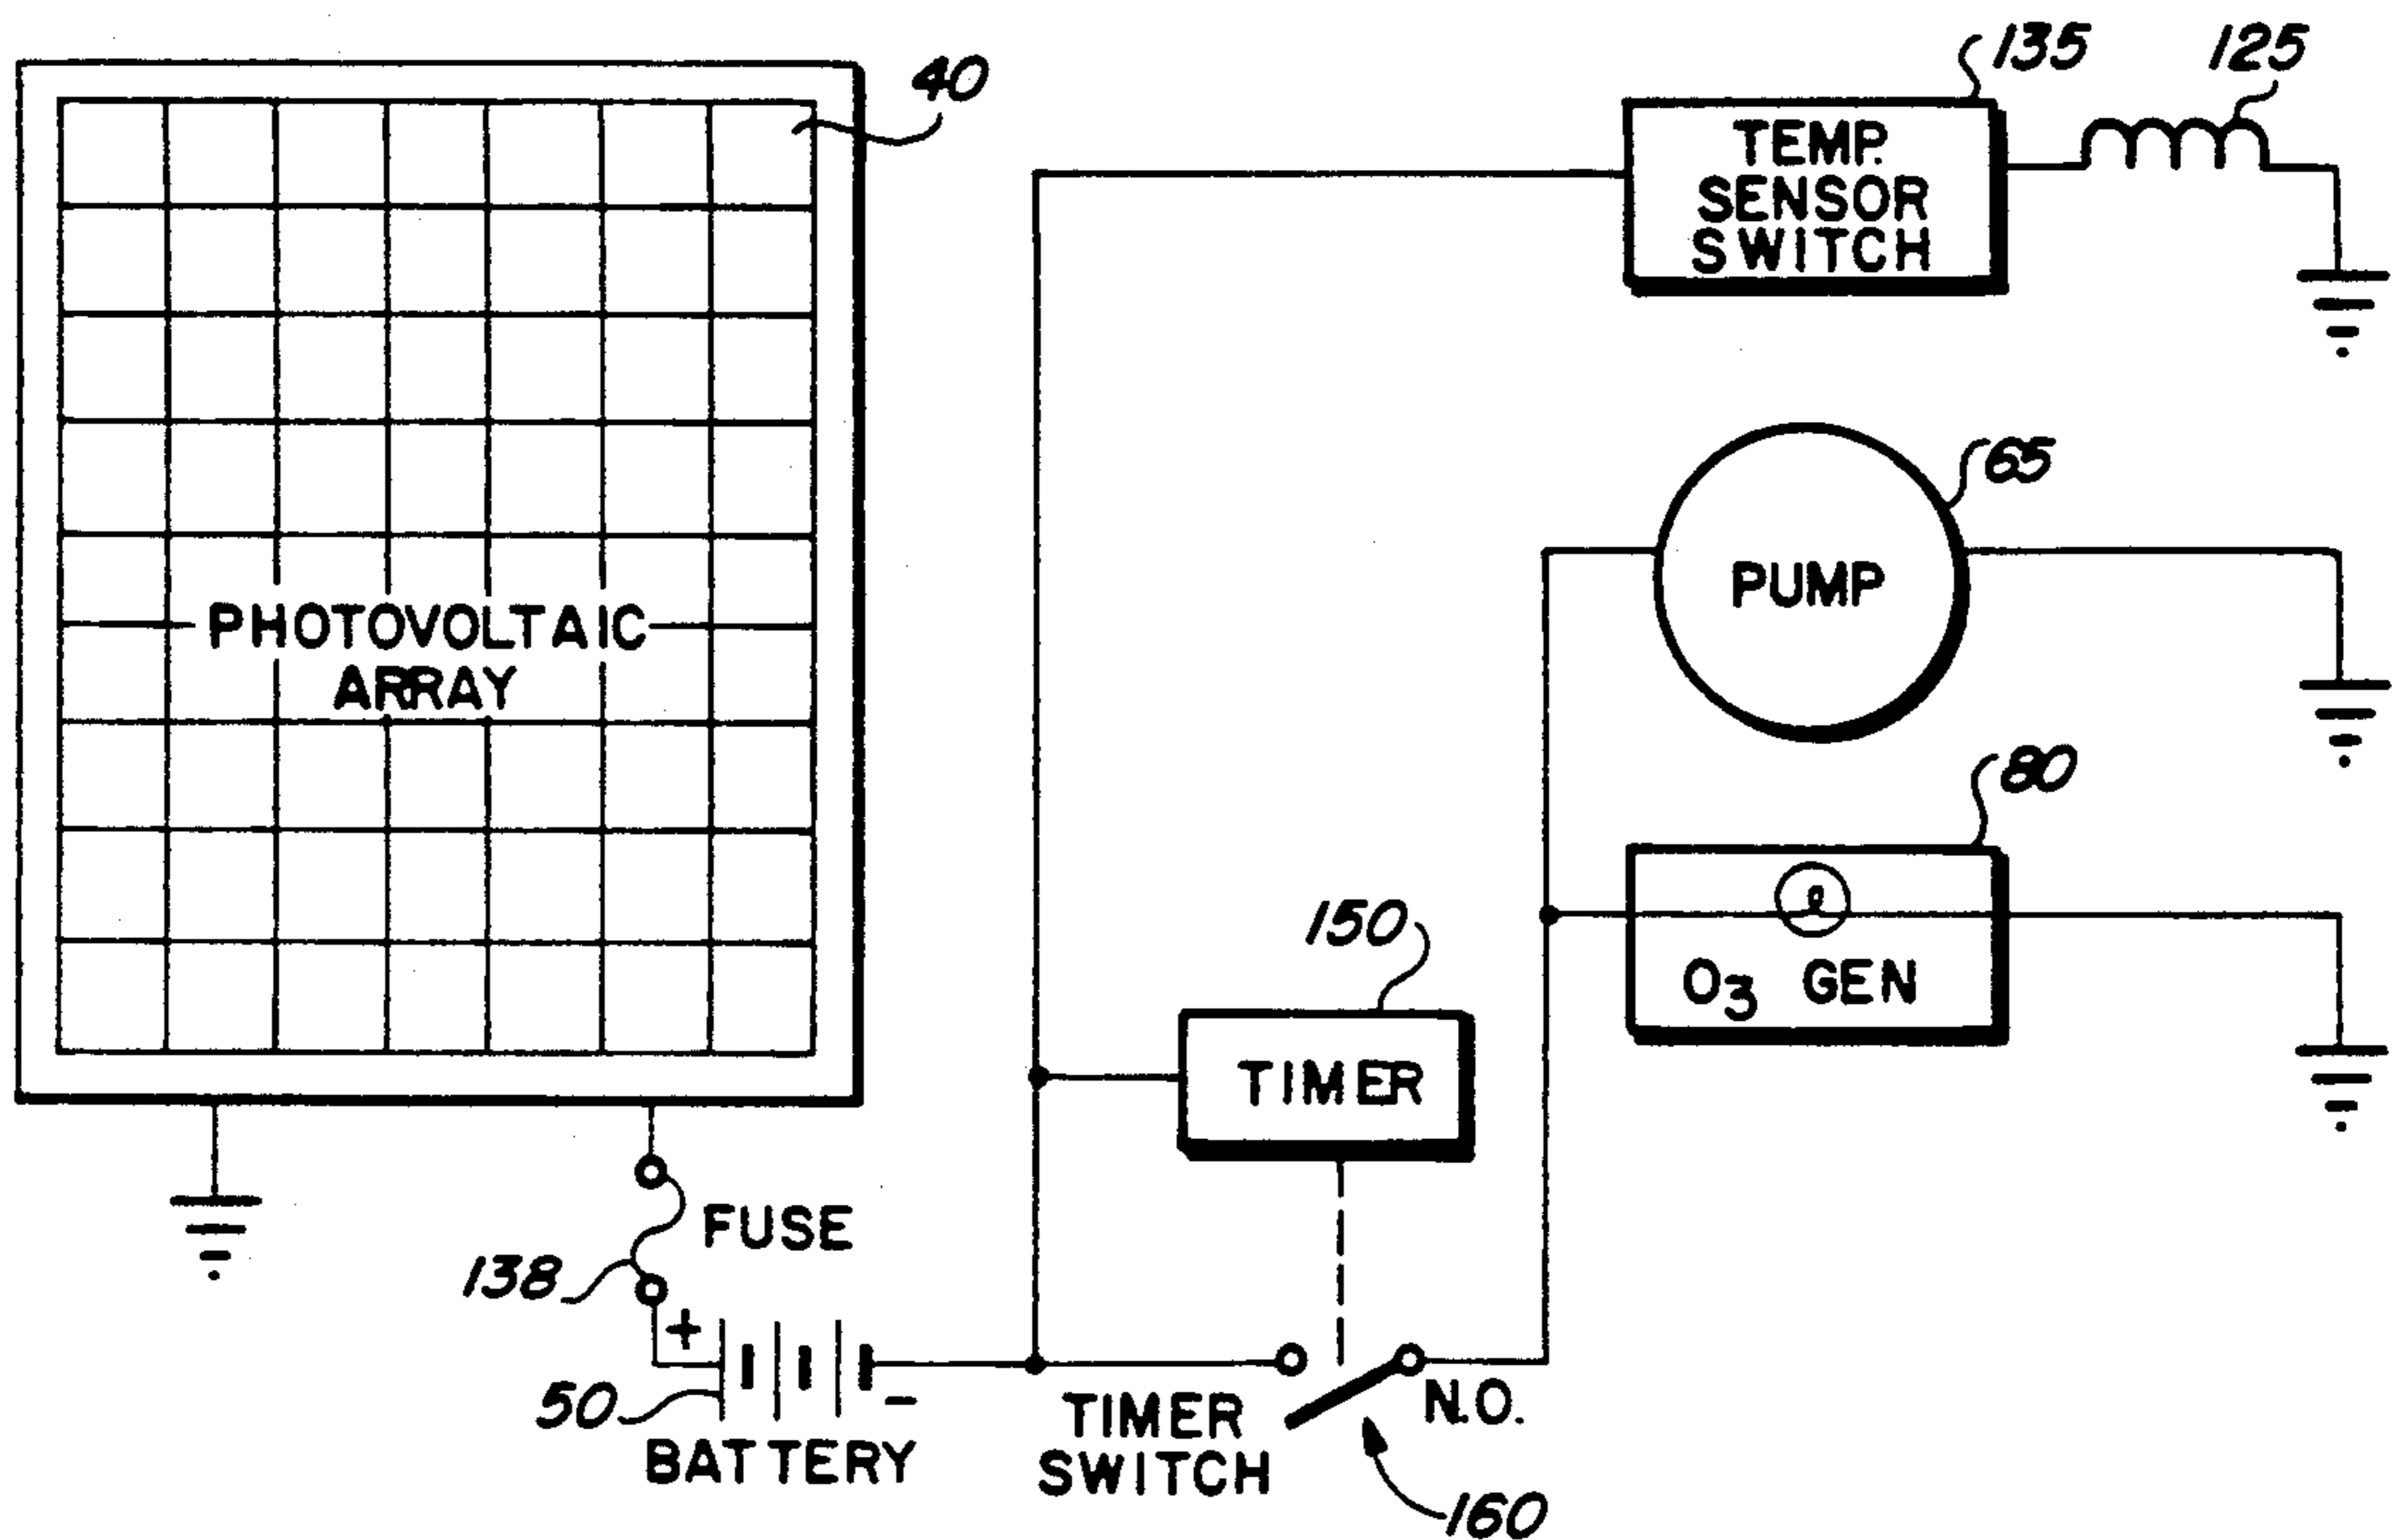 135
125
40
TEMP.
SENSOR
SWITCH
65
PUMP
PHOTOVOLTAIC
ARRAY
80
150
O3 GEN
TIMER
FUSE
138
+
50
-
BATTERY
TIMER
SWITCH
N.O.
160